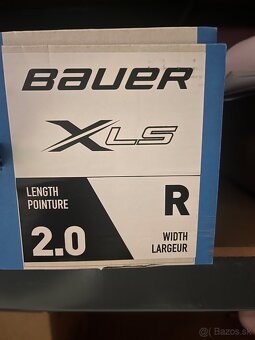 BAUER
XLS
LENGTH
POINTURE
2.0
R
WIDTH
LARGEUR
Bazos.sk